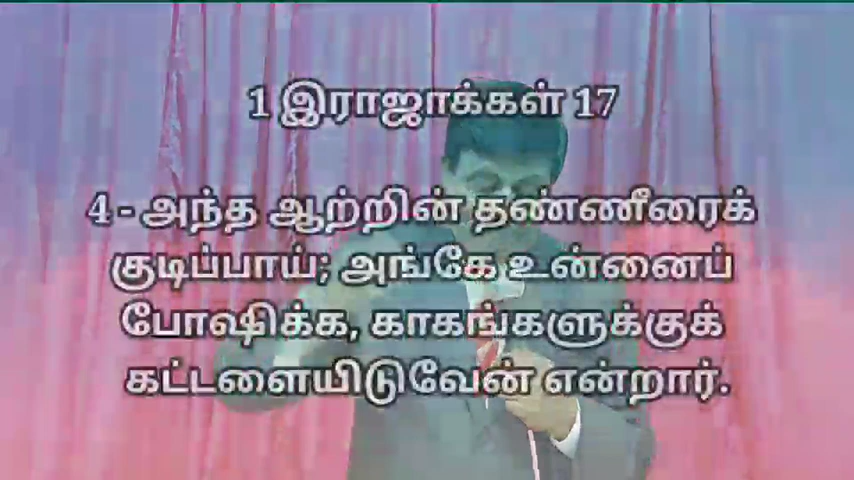 1 இராஜாக்கள் 17
4 - அந்த ஆற்றின் தண்ணீரைக்
குடிப்பாய்; அங்கே உன்னைப்
போஷிக்க, காகங்களுக்குக்
கட்டளையிடுவேன் என்றார்.